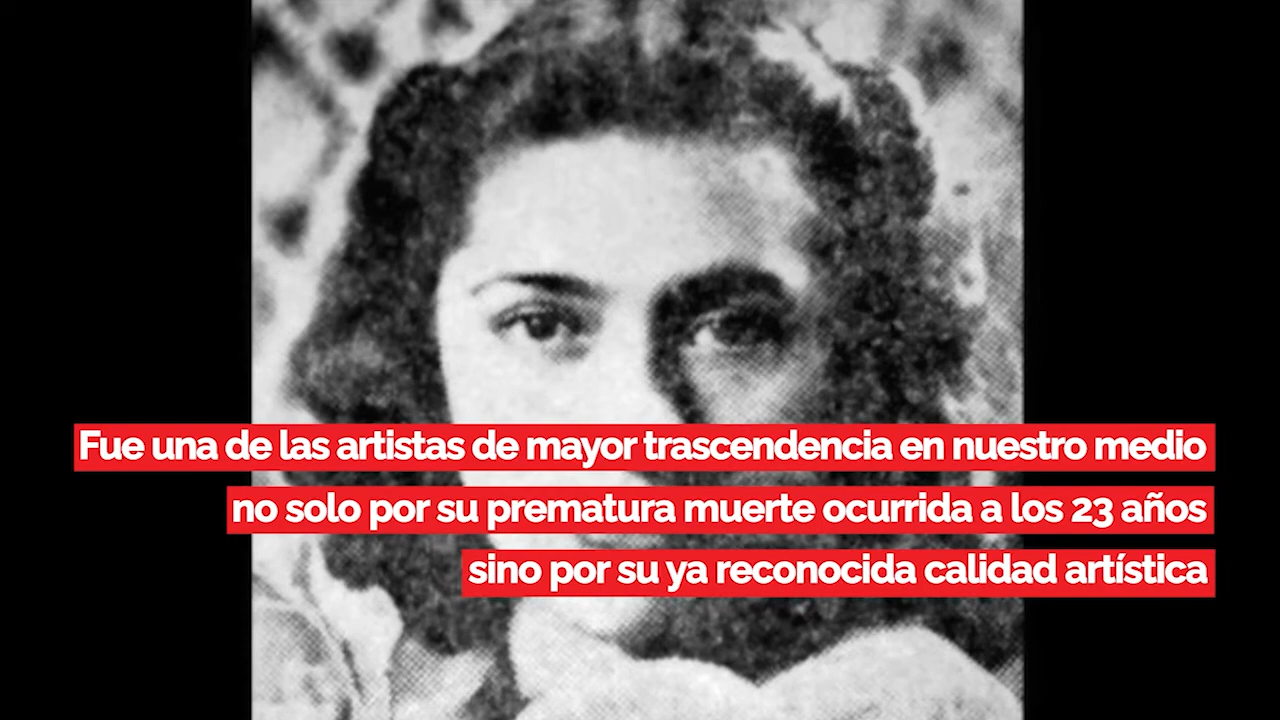 Fue una de las artistas de mayor trascendencia en nuestro medio
no solo por su prematura muerte ocurrida a los 23 años
sino por su ya reconocida calidad artística